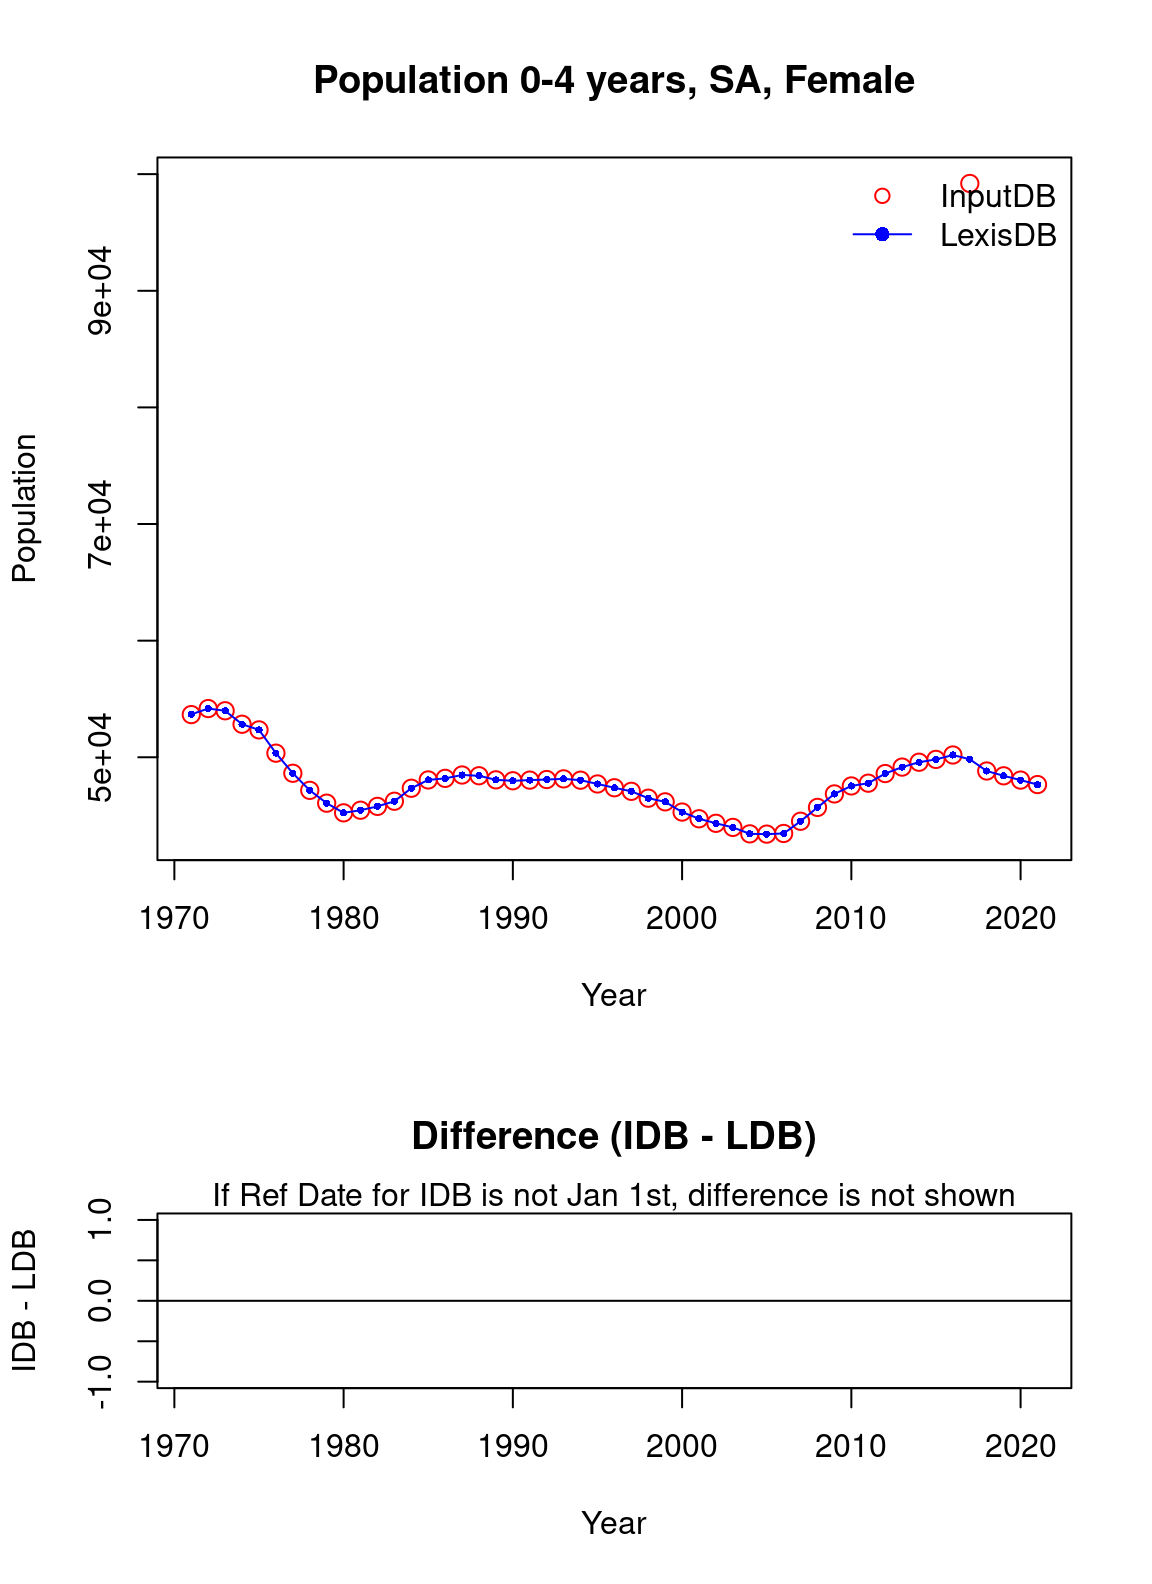 Population 0-4 years, SA, Female
InputDB
LexisDB
Population
9e+04
7e+04
5e+04
1970 1980 1990 2000 2010 2020
Year
Difference (IDB - LDB)
If Ref Date for IDB is not Jan 1st, difference is not shown
IDB - LDB
1.0
0.0
-1.0
1970 1980 1990 2000 2010 2020
Year